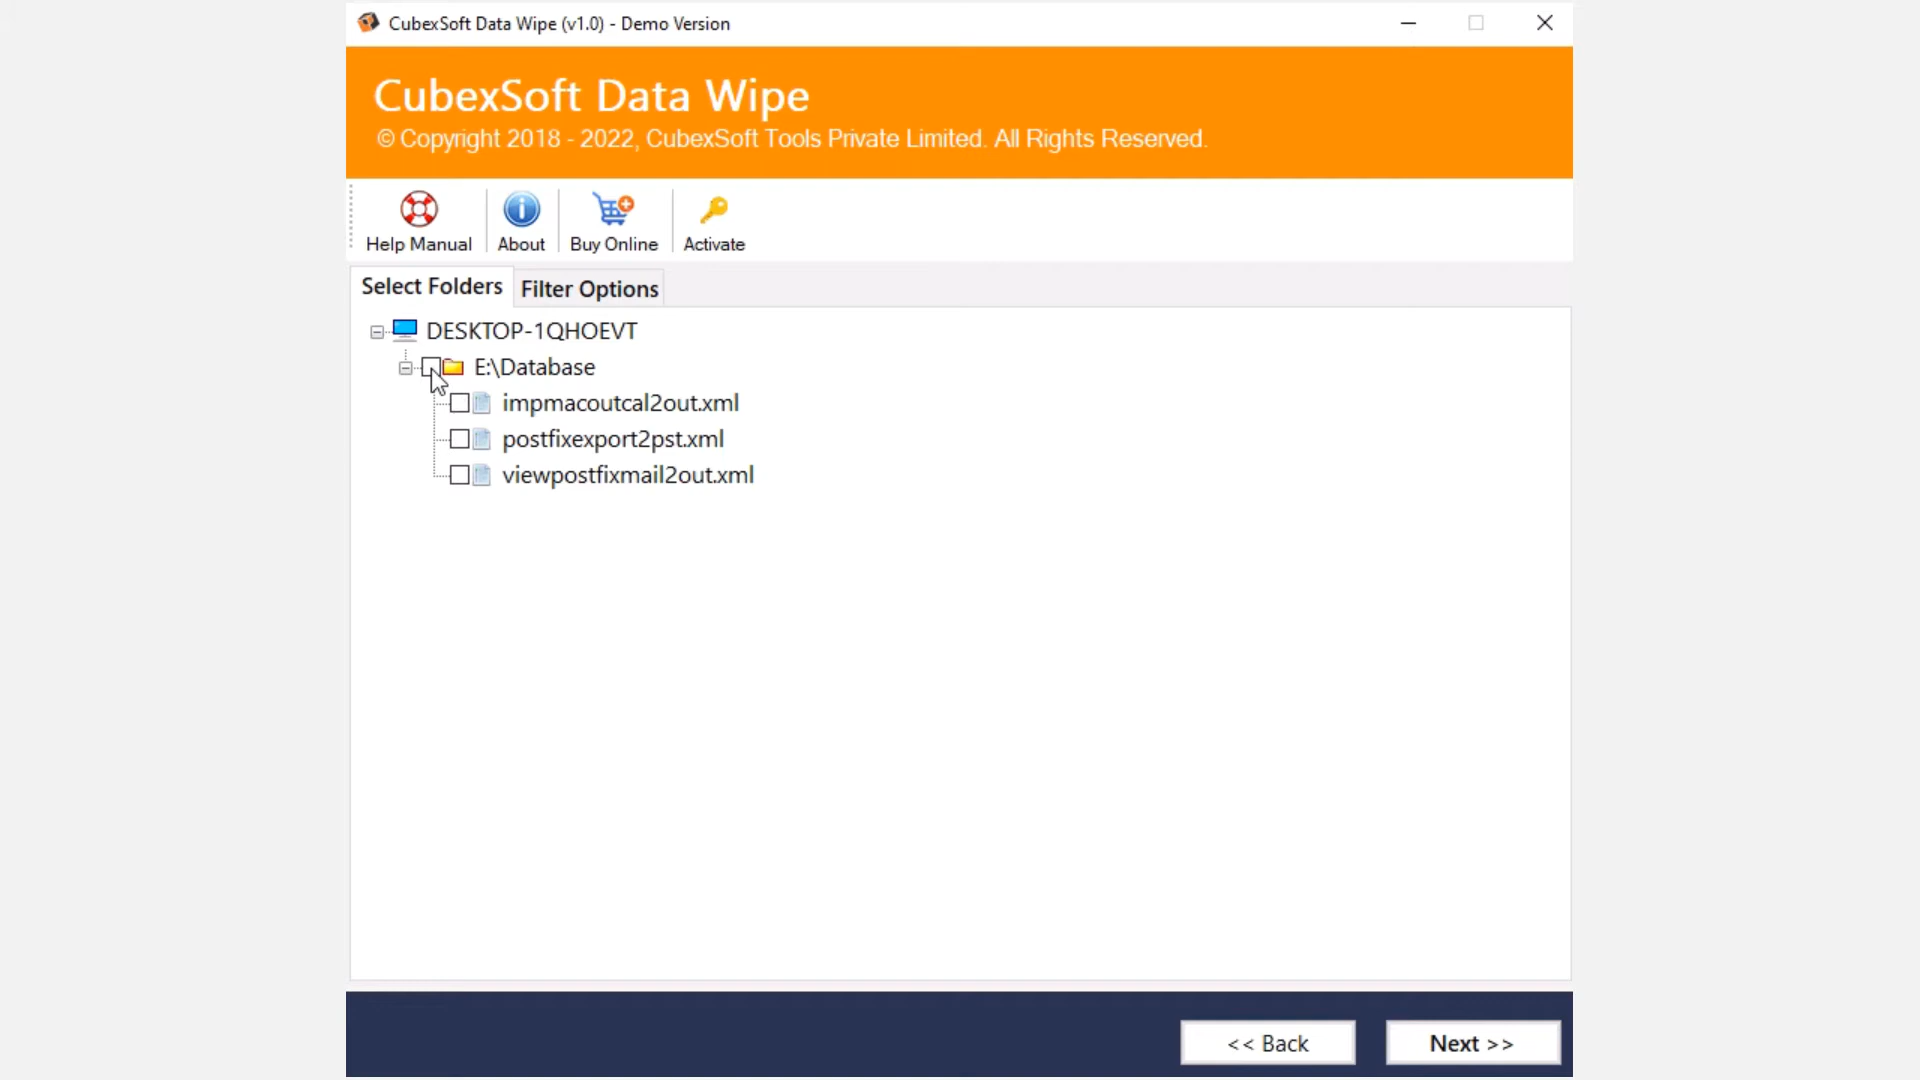 CubexSoft Data Wipe (v1.0) - Demo Version
CubexSoft Data Wipe
© Copyright 2018 - 2022, CubexSoft Tools Private Limited. All Rights Reserved.
Help Manual About Buy Online Activate
Select Folders Filter Options
DESKTOP-1QHOEVT
E:\Database
impmacoutcal2out.xml
postfixexport2pst.xml
viewpostfixmail2out.xml
<< Back Next >>